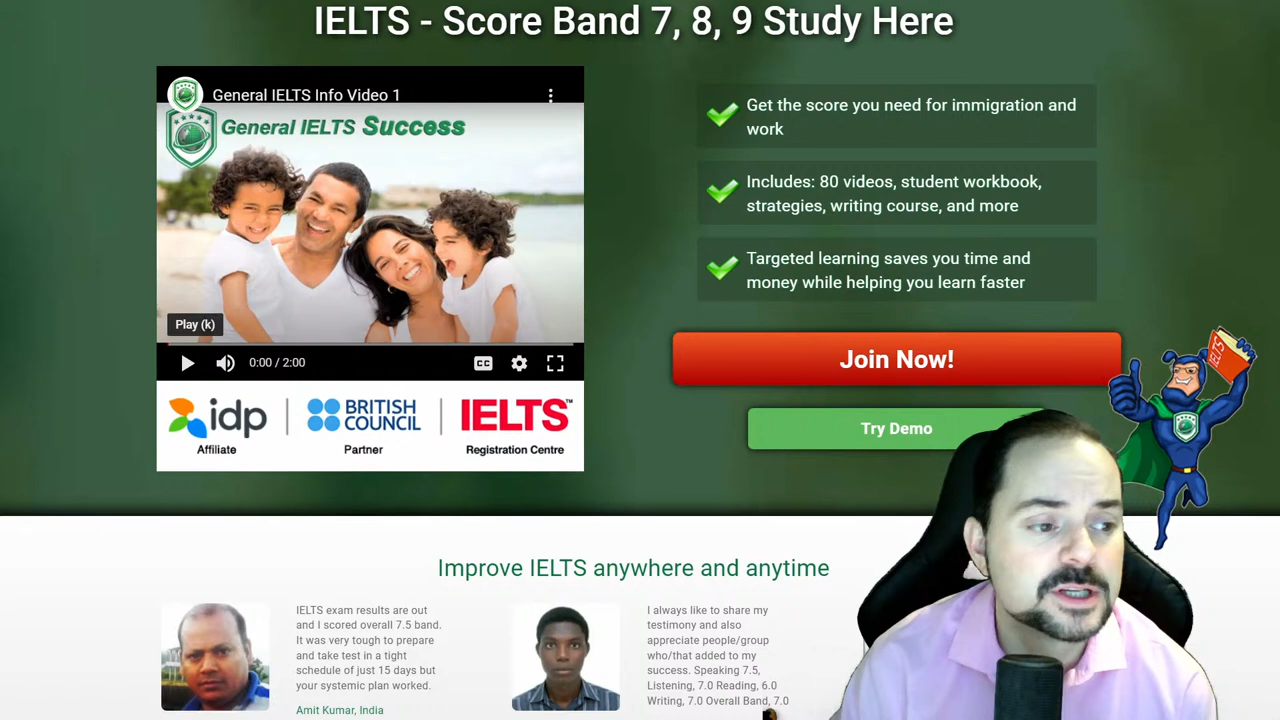 IELTS - Score Band 7, 8, 9 Study Here
General IELTS Info Video 1
General IELTS Success
Play (k)
0:00 / 2:00
CC
idp
Affiliate
BRITISH
COUNCIL
Partner
IELTS™
Registration Centre
Get the score you need for immigration and
work
Includes: 80 videos, student workbook,
strategies, writing course, and more
Targeted learning saves you time and
money while helping you learn faster
Join Now!
Try Demo
IELTS
Improve IELTS anywhere and anytime
IELTS exam results are out
and I scored overall 7.5 band.
It was very tough to prepare
and take test in a tight
schedule of just 15 days but
your systemic plan worked.
Amit Kumar, India
I always like to share my
testimony and also
appreciate people/group
who/that added to my
success. Speaking 7.5,
Listening, 7.0 Reading, 6.0
Writing, 7.0 Overall Band, 7.0